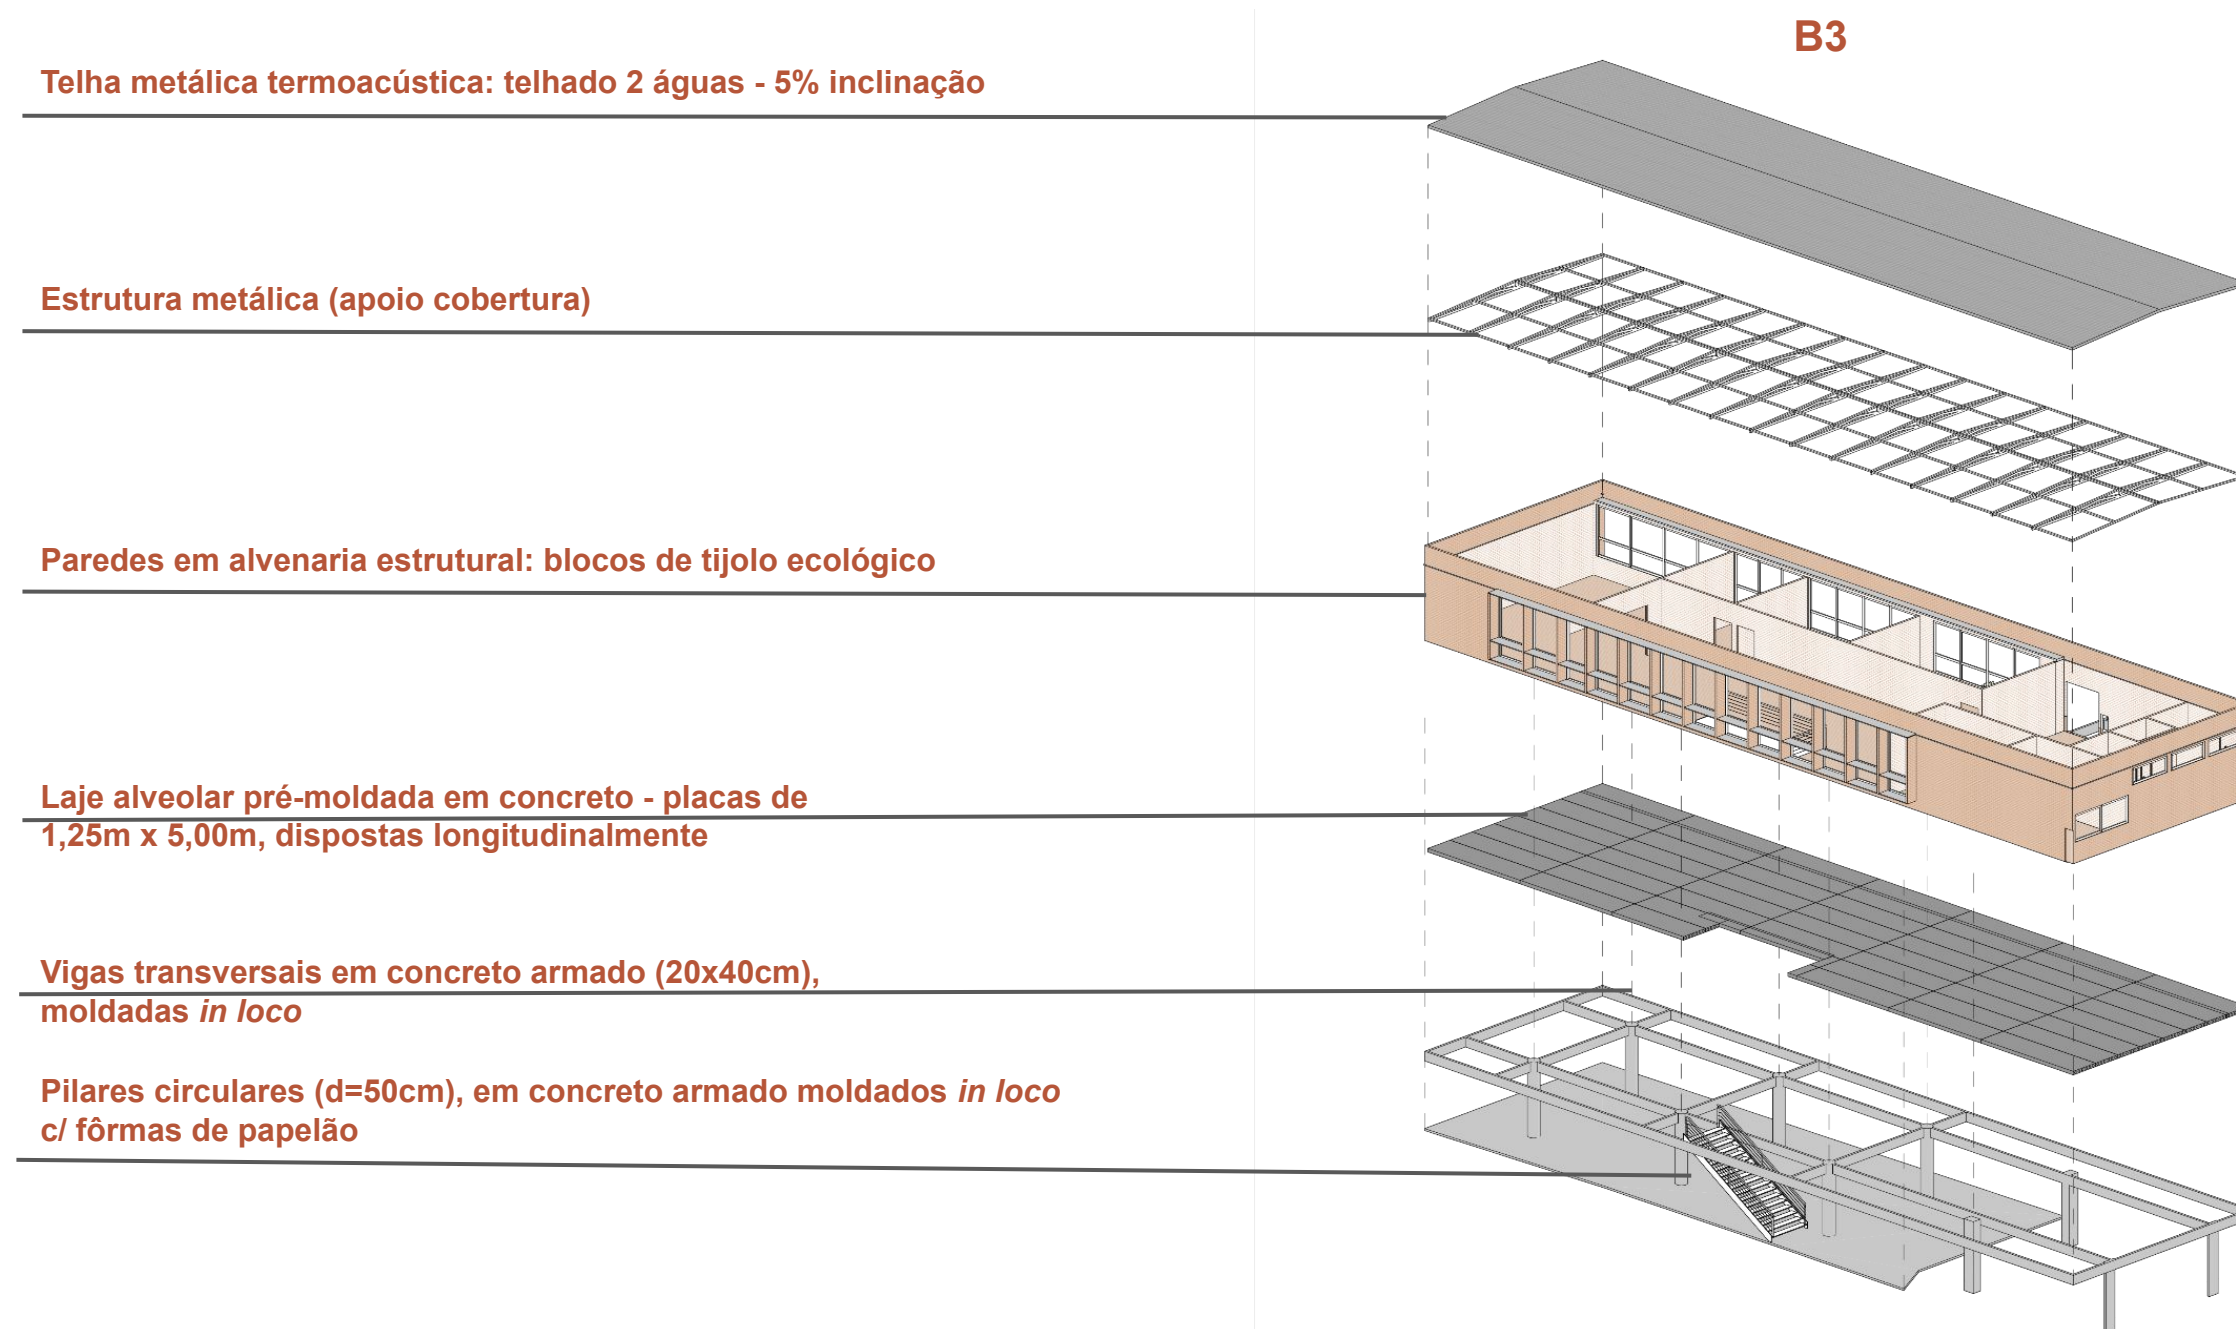 B3
Telha metálica termoacústica: telhado 2 águas - 5% inclinação
Estrutura metálica (apoio cobertura)
Paredes em alvenaria estrutural: blocos de tijolo ecológico
Laje alveolar pré-moldada em concreto - placas de
1,25m x 5,00m, dispostas longitudinalmente
Vigas transversais em concreto armado (20x40cm),
moldadas in loco
Pilares circulares (d=50cm), em concreto armado moldados in loco
c/ fôrmas de papelão